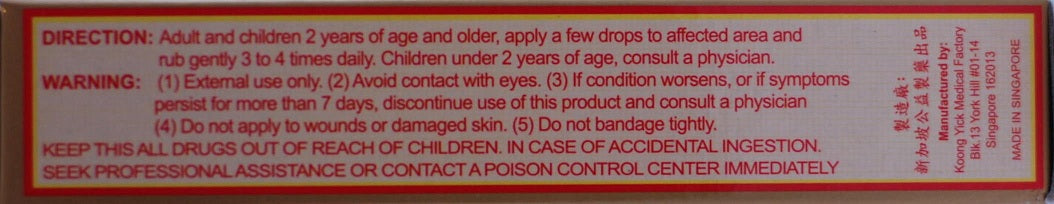 DIRECTION: Adult and children 2 years of age and older, apply a few drops to affected area and
rub gently 3 to 4 times daily. Children under 2 years of age, consult a physician.
WARNING: (1) External use only. (2) Avoid contact with eyes. (3) If condition worsens, or if symptoms
persist for more than 7 days, discontinue use of this product and consult a physician
(4) Do not apply to wounds or damaged skin. (5) Do not bandage tightly.
KEEP THIS ALL DRUGS OUT OF REACH OF CHILDREN. IN CASE OF ACCIDENTAL INGESTION.
SEEK PROFESSIONAL ASSISTANCE OR CONTACT A POISON CONTROL CENTER IMMEDIATELY
製造廠:
新加坡公益製藥出品
Manufactured by:
Koong Yick Medical Factory
Blk.13 York Hill #01-14
Singapore 162013
MADE IN SINGAPORE